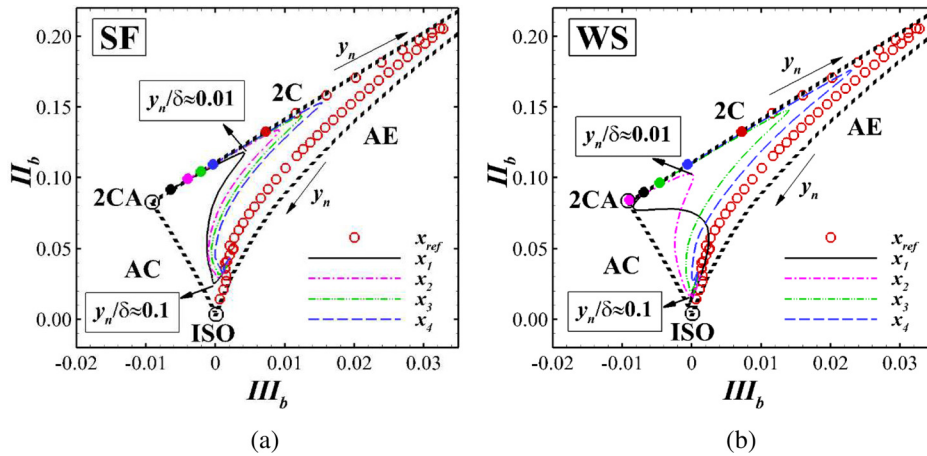 SF
y_n
0.20
0.15
0.10
0.05
0.00
II_b
y_n/δ≈0.01
2C
AE
2CA
y_n
AC
y_n/δ≈0.1
ISO
x_ref
x_1
x_2
x_3
x_4
-0.02 -0.01 0 0.01 0.02 0.03
III_b
(a)
WS
y_n
0.20
0.15
0.10
0.05
0.00
II_b
y_n/δ≈0.01
2C
AE
2CA
y_n
AC
y_n/δ≈0.1
ISO
x_ref
x_1
x_2
x_3
x_4
-0.02 -0.01 0 0.01 0.02 0.03
III_b
(b)